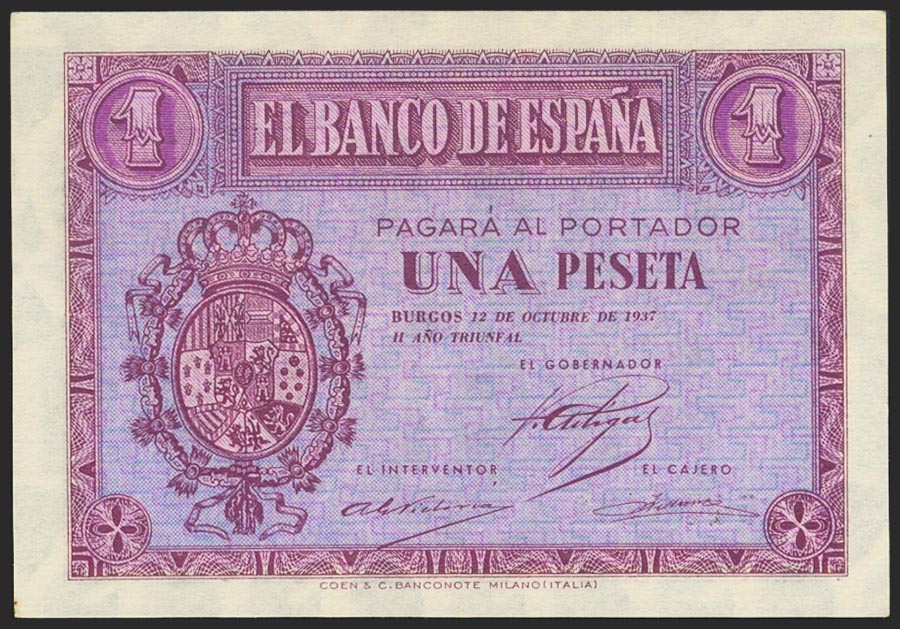 1 EL BANCO DE ESPAÑA 1
PAGARÁ AL PORTADOR
UNA PESETA
BURGOS 12 DE OCTUBRE DE 1937
II AÑO TRIUNFAL
EL GOBERNADOR
EL INTERVENTOR EL CAJERO
COEN & C. BANCONOTE MILANO (ITALIA)